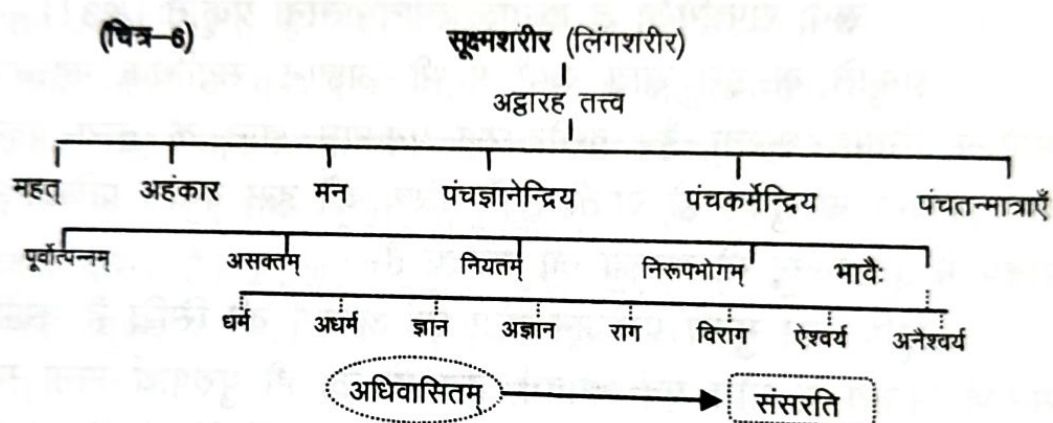 (चित्र–6) सूक्ष्मशरीर (लिंगशरीर)
अट्ठारह तत्त्व
महत् अहंकार मन पंचज्ञानेन्द्रिय पंचकर्मेन्द्रिय पंचतन्मात्राएँ
पूर्वोत्पन्नम् असक्तम् नियतम् निरूपभोगम् भावैः
धर्म अधर्म ज्ञान अज्ञान राग विराग ऐश्वर्य अनैश्वर्य
अधिवासितम् संसरति